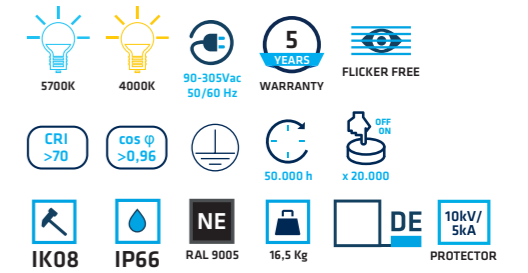 5700K
4000K
90-305Vac
50/60 Hz
5
YEARS
WARRANTY
FLICKER FREE
CRI
>70
cos φ
>0,96
50.000 h
OFF
ON
x 20.000
IK08
IP66
NE
RAL 9005
16,5 Kg
DE
10kV/
5kA
PROTECTOR